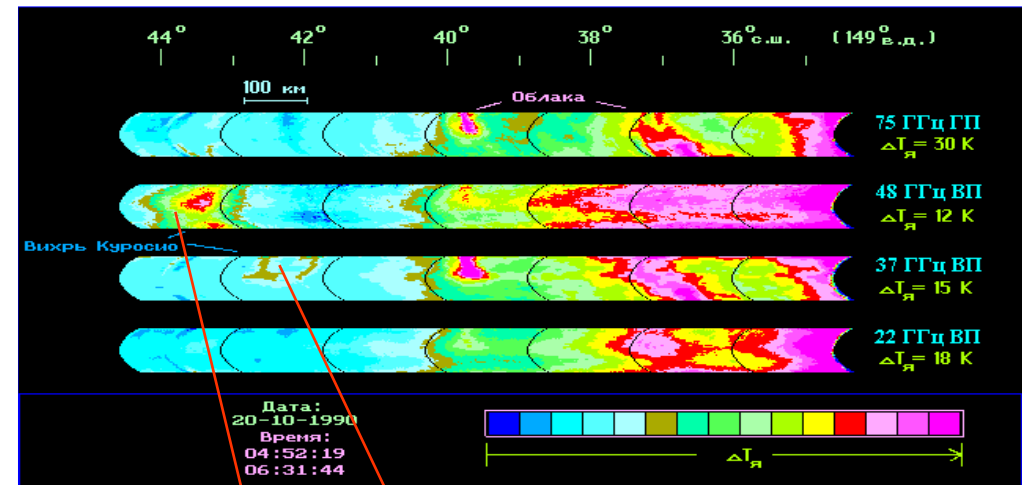 44° 42° 40° 38° 36° с.ш. (149° в.д.)
100 км
Облака
75 ГГц ГП
ΔTя = 30 К
48 ГГц ВП
ΔTя = 12 К
Вихрь Куросио
37 ГГц ВП
ΔTя = 15 К
22 ГГц ВП
ΔTя = 18 К
Дата:
20-10-1990
Время:
04:52:19
06:31:44
ΔTя